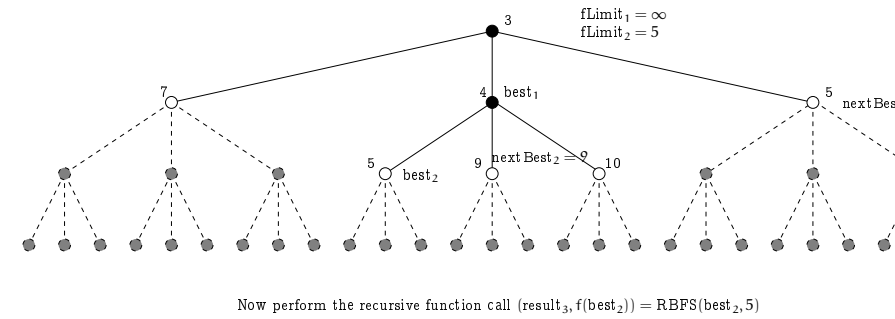 3
fLimit₁ = ∞
fLimit₂ = 5
7
4
best₁
5
nextBes
5
best₂
9
nextBest₂ = 9
10
Now perform the recursive function call (result₃, f(best₂)) = RBFS(best₂, 5)